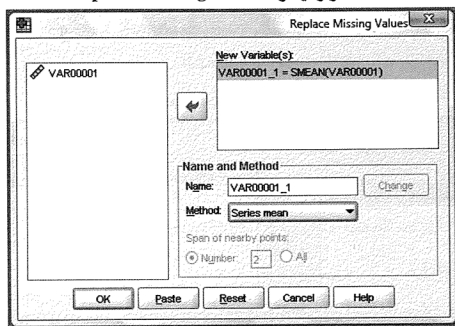 Replace Missing Values
New Variable(s):
VAR00001
VAR00001_1 = SMEAN(VAR00001)
Name and Method
Name: VAR00001_1 Change
Method: Series mean
Span of nearby points:
Number: 2 All
OK Paste Reset Cancel Help